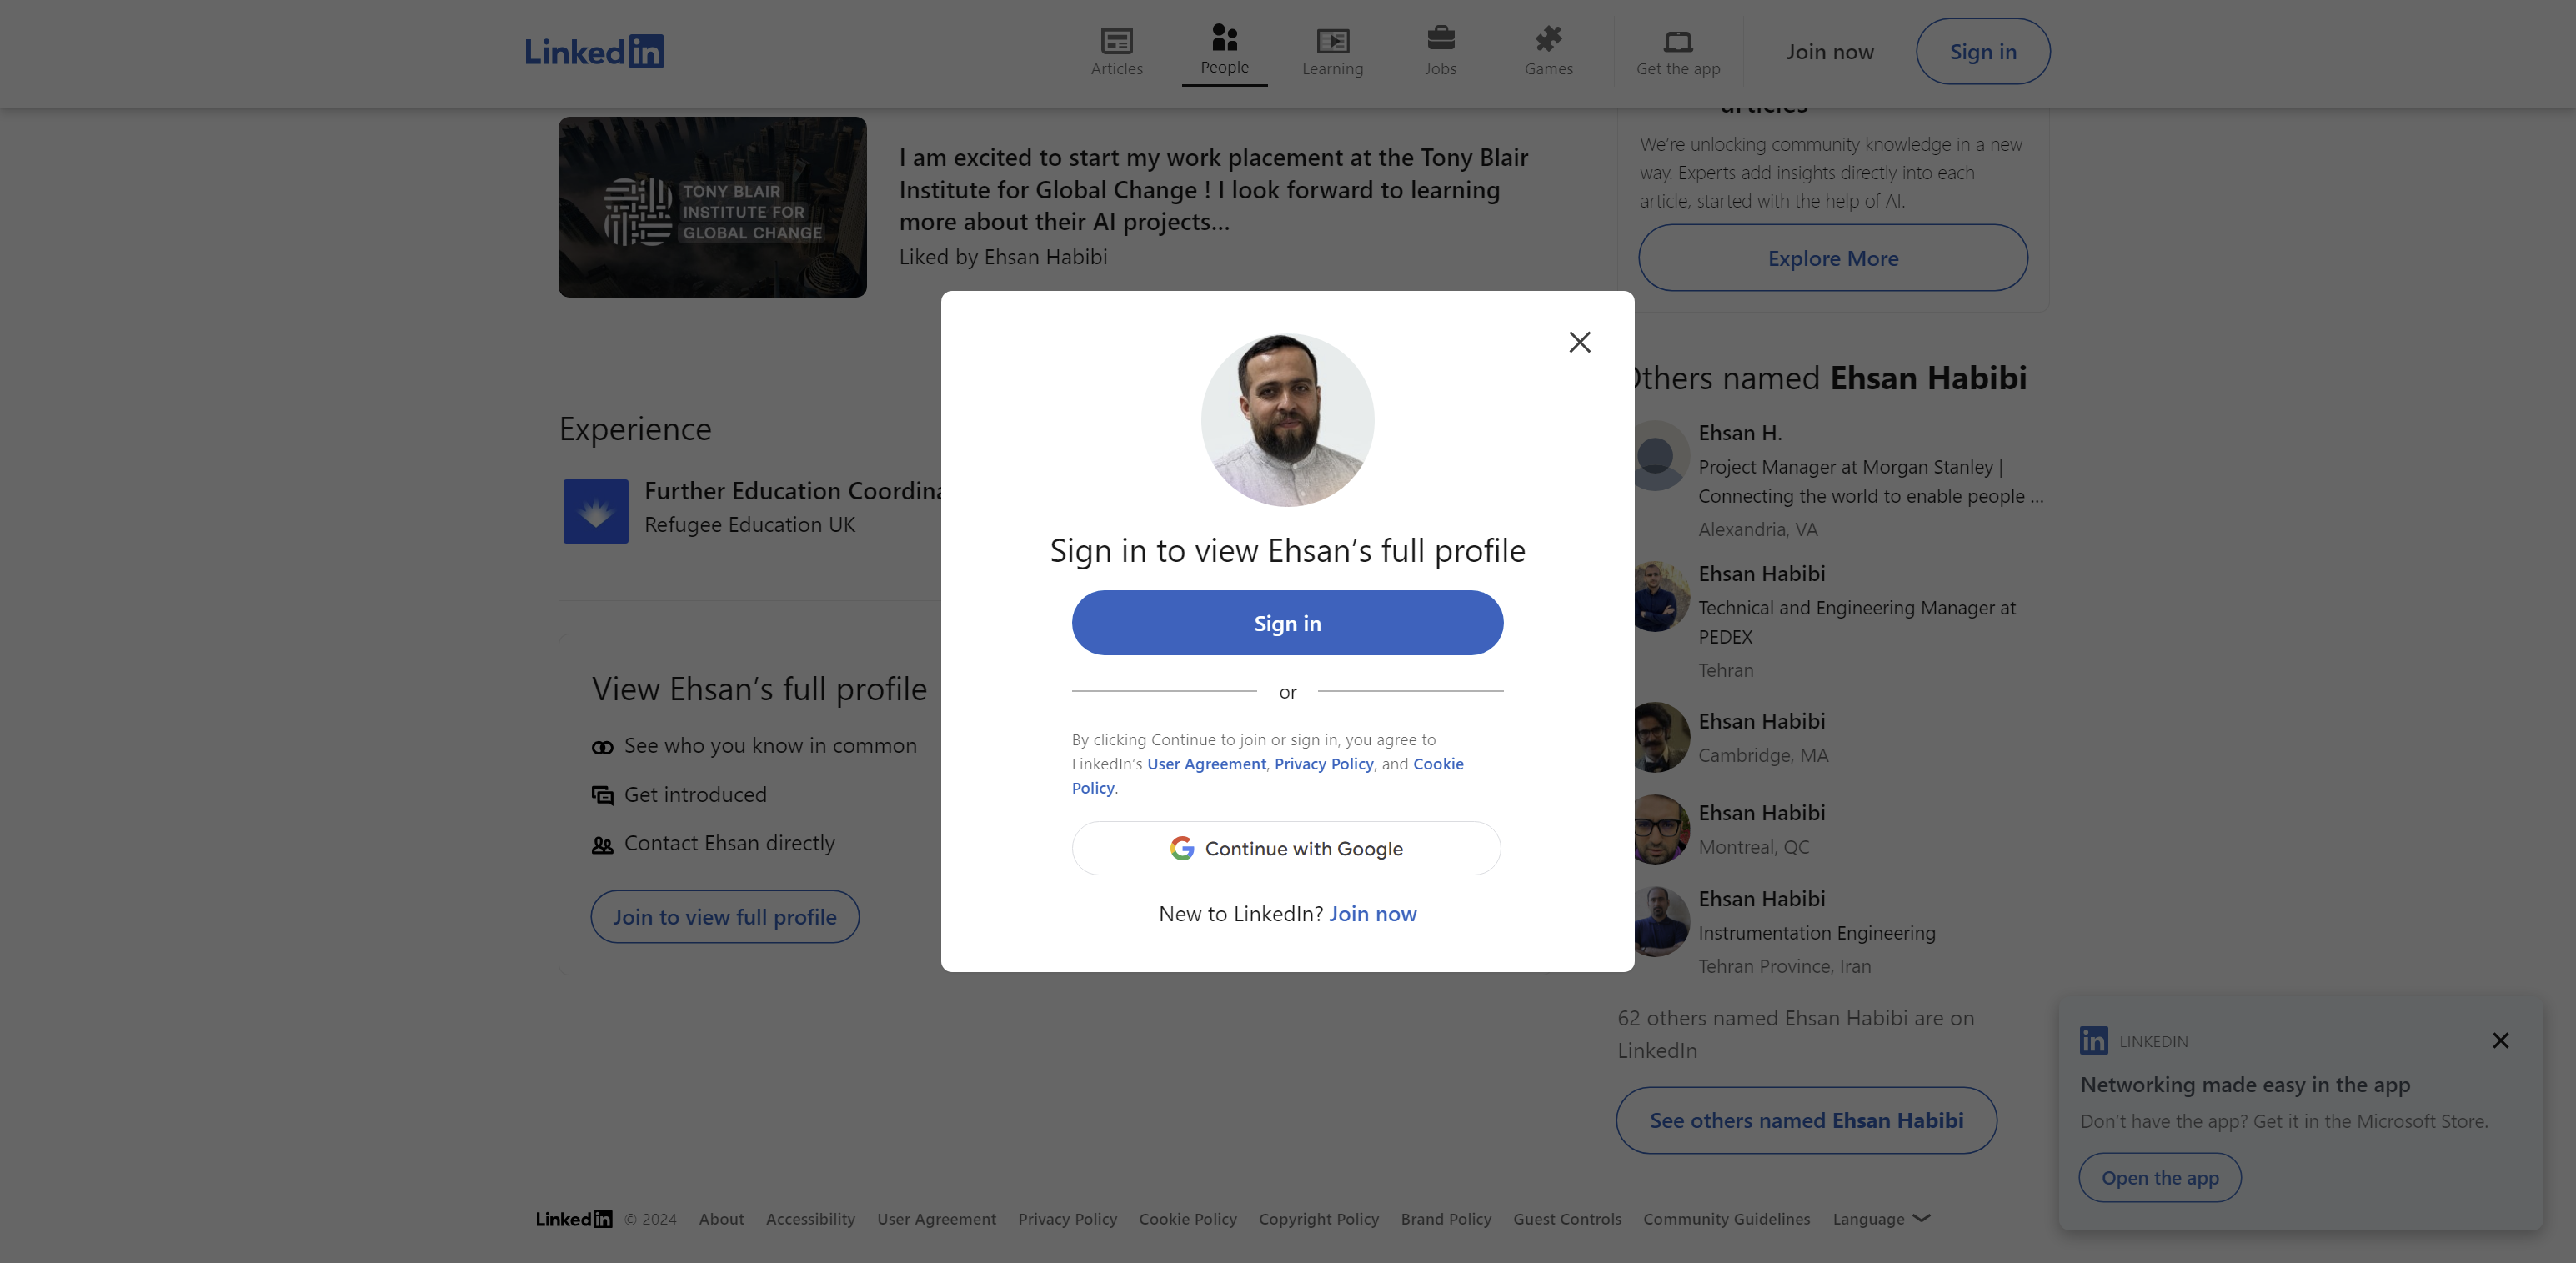 Linkedin
Articles
People
Learning
Jobs
Games
Get the app
Join now
Sign in
TONY BLAIR
INSTITUTE FOR
GLOBAL CHANGE
I am excited to start my work placement at the Tony Blair
Institute for Global Change ! I look forward to learning
more about their AI projects...
Liked by Ehsan Habibi
Experience
Further Education Coordina
Refugee Education UK
View Ehsan’s full profile
See who you know in common
Get introduced
Contact Ehsan directly
Join to view full profile
Sign in to view Ehsan’s full profile
Sign in
or
By clicking Continue to join or sign in, you agree to
LinkedIn’s User Agreement, Privacy Policy, and Cookie
Policy.
Continue with Google
New to LinkedIn? Join now
articles
We’re unlocking community knowledge in a new
way. Experts add insights directly into each
article, started with the help of AI.
Explore More
Others named Ehsan Habibi
Ehsan H.
Project Manager at Morgan Stanley |
Connecting the world to enable people ...
Alexandria, VA
Ehsan Habibi
Technical and Engineering Manager at
PEDEX
Tehran
Ehsan Habibi
Cambridge, MA
Ehsan Habibi
Montreal, QC
Ehsan Habibi
Instrumentation Engineering
Tehran Province, Iran
62 others named Ehsan Habibi are on
LinkedIn
See others named Ehsan Habibi
in LINKEDIN
Networking made easy in the app
Don’t have the app? Get it in the Microsoft Store.
Open the app
Linkedin © 2024 About Accessibility User Agreement Privacy Policy Cookie Policy Copyright Policy Brand Policy Guest Controls Community Guidelines Language